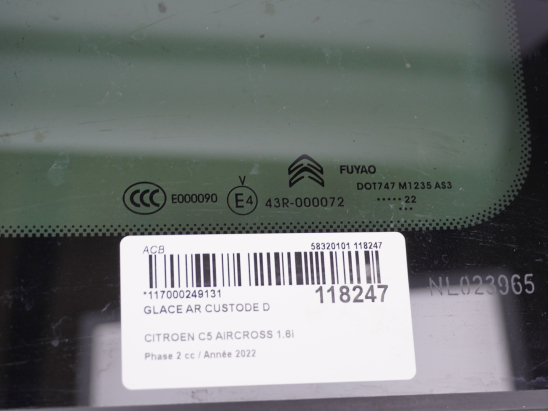 FUYAO
DOT747 M1235 AS3
CCC E000090 V E4 43R-000072
••••• 22
•••
NL023965
ACB
58320101 118247
*117000249131
118247
GLACE AR CUSTODE D
CITROEN C5 AIRCROSS 1.6i
Phase 2 cc / Année 2022